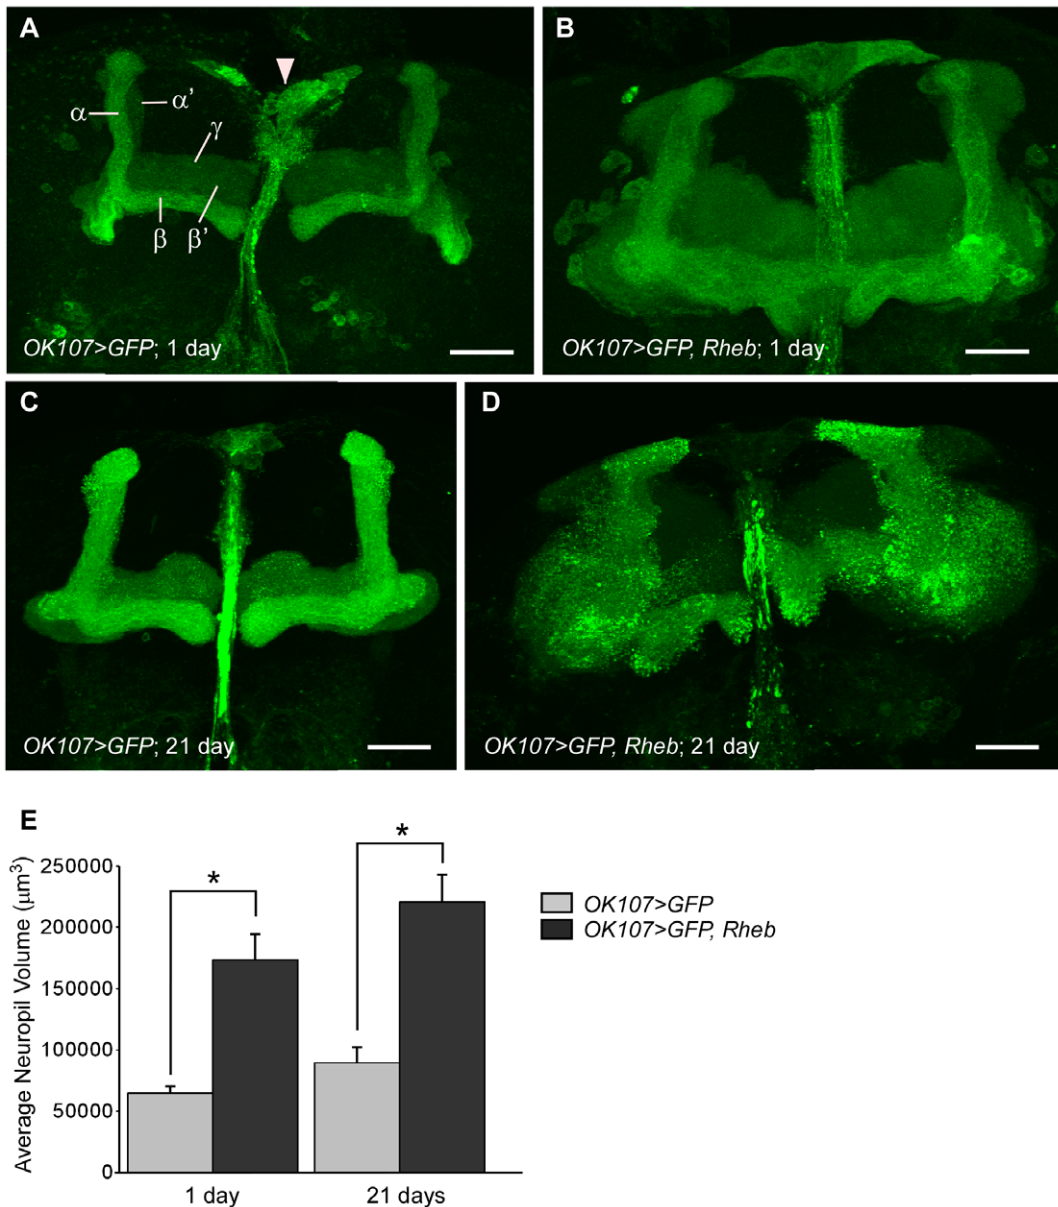 A
α
α’
γ
β
β’
OK107>GFP; 1 day
B
OK107>GFP, Rheb; 1 day
C
OK107>GFP; 21 day
D
OK107>GFP, Rheb; 21 day
E
Average Neuropil Volume (μm³)
250000
200000
150000
100000
50000
0
*
*
1 day
21 days
OK107>GFP
OK107>GFP, Rheb